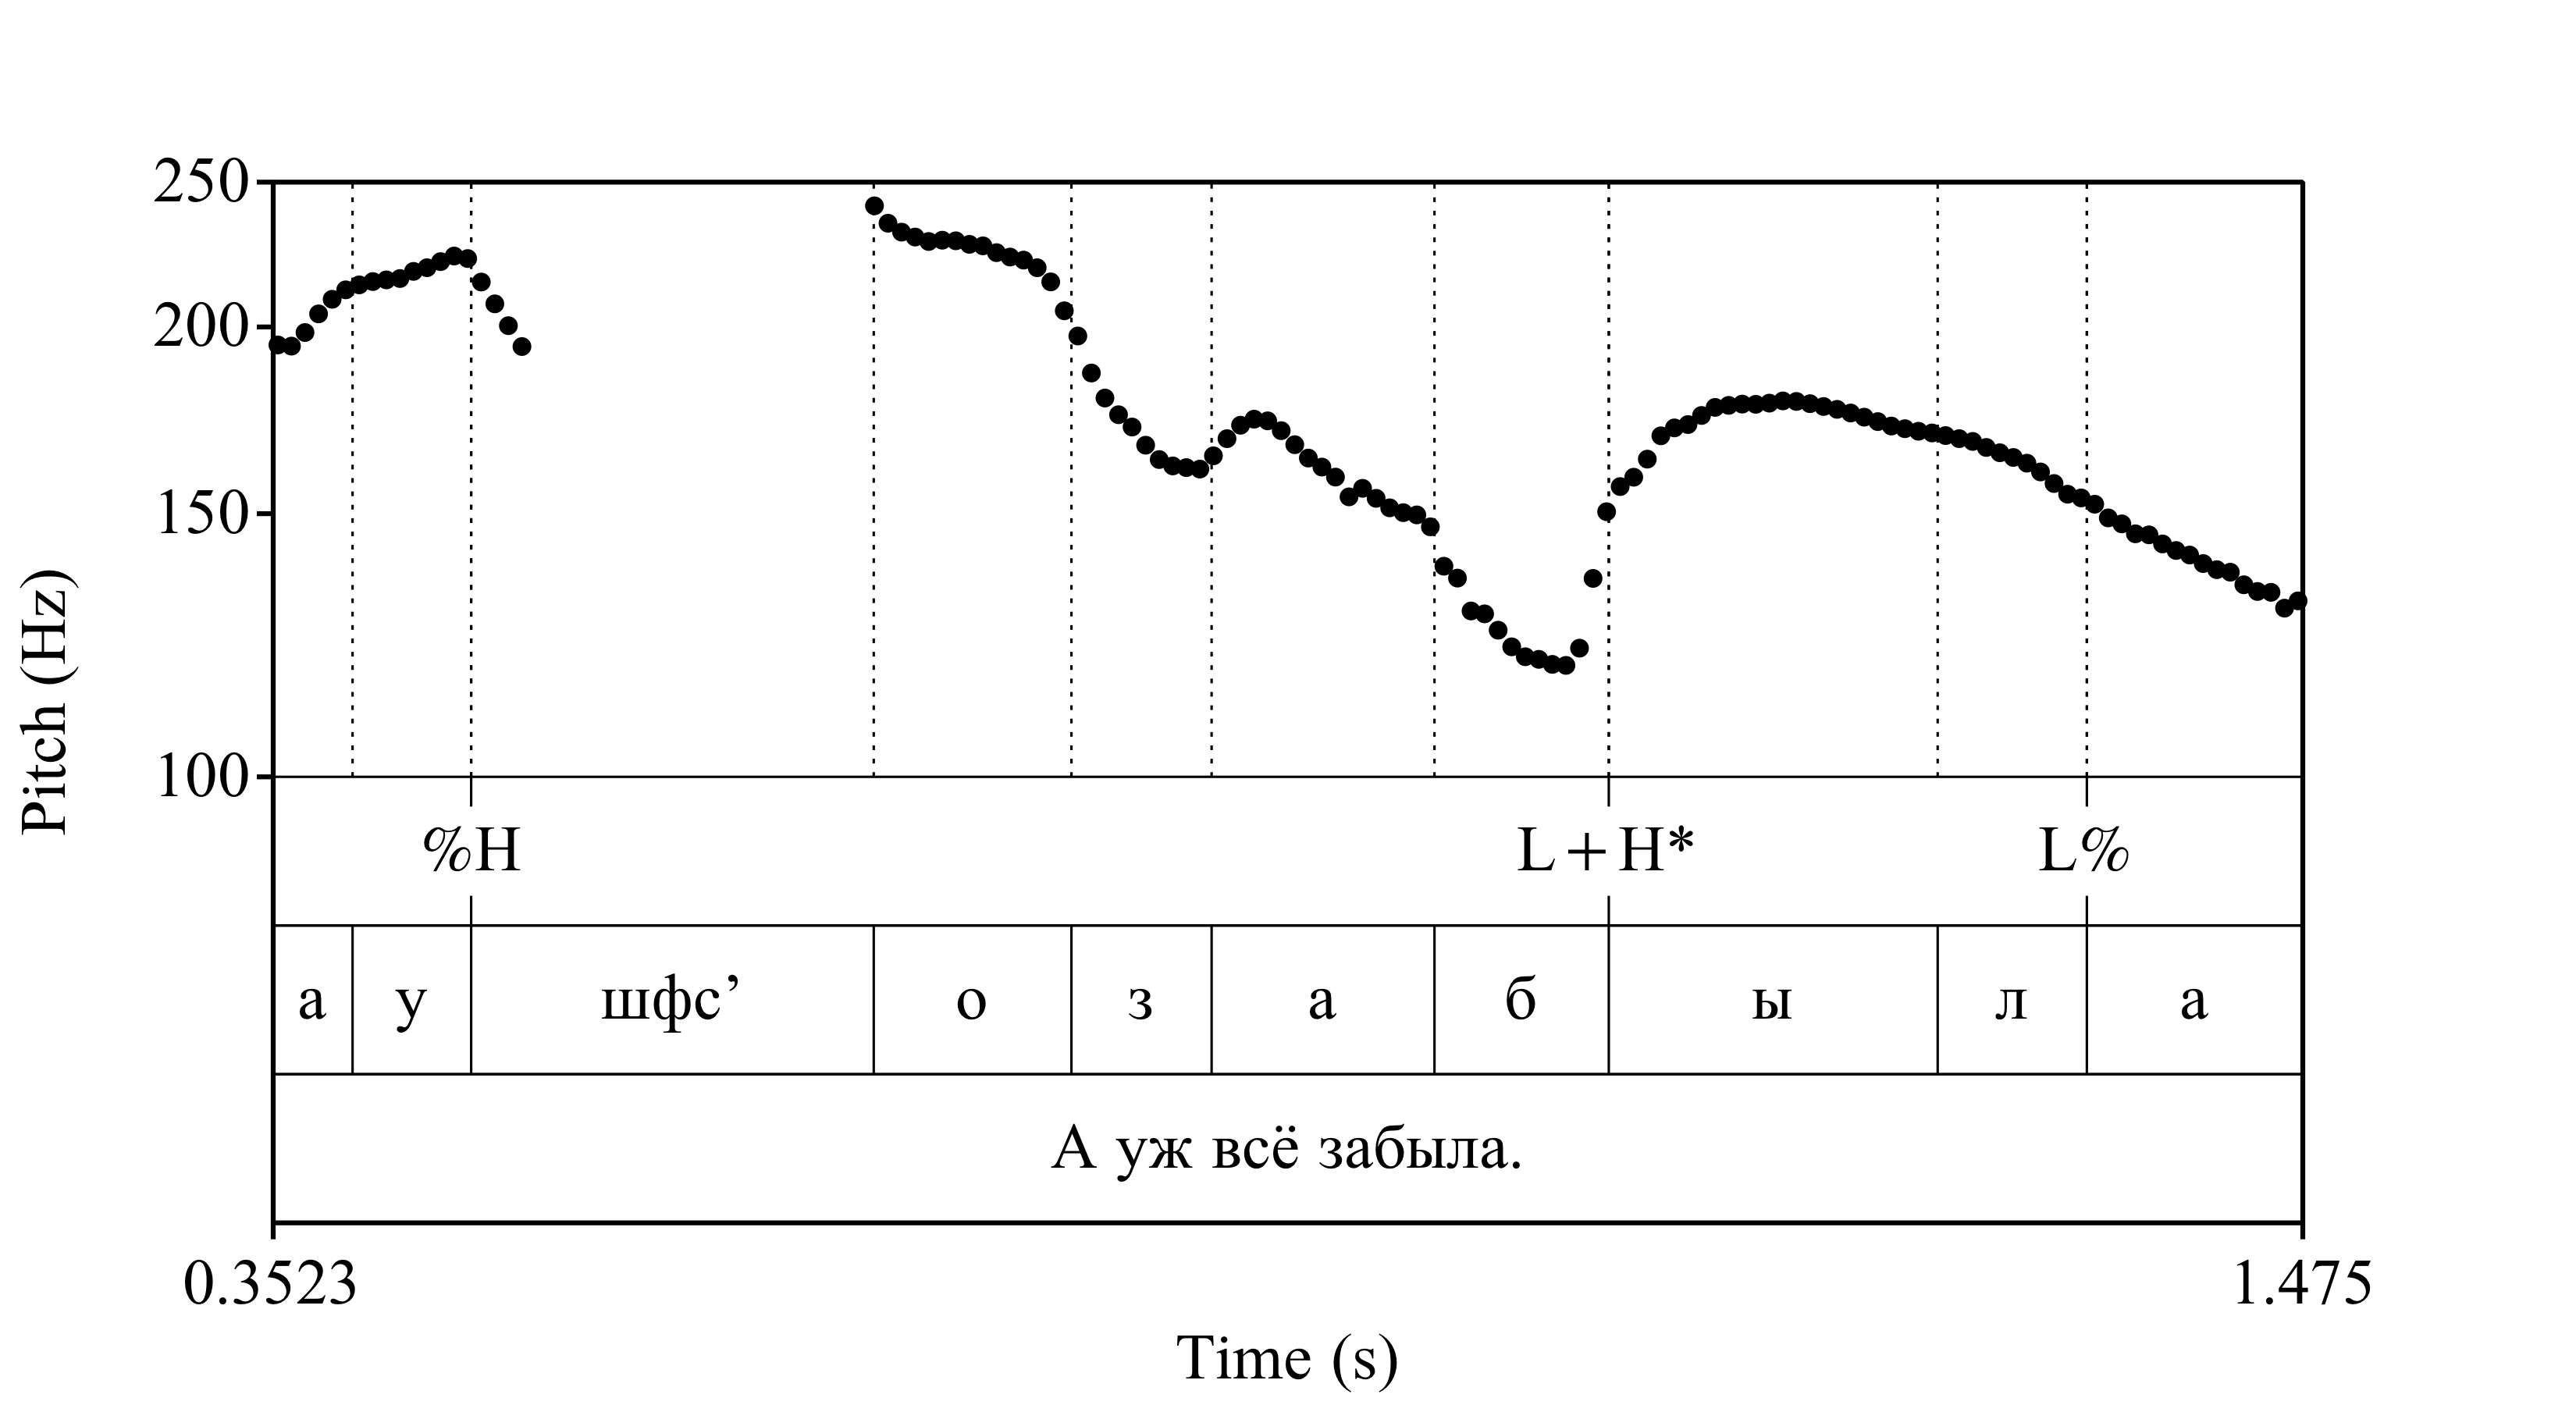 250
200
150
100
Pitch (Hz)
%H L+H* L%
а у шфс’ о з а б ы л а
А уж всё забыла.
0.3523 1.475
Time (s)